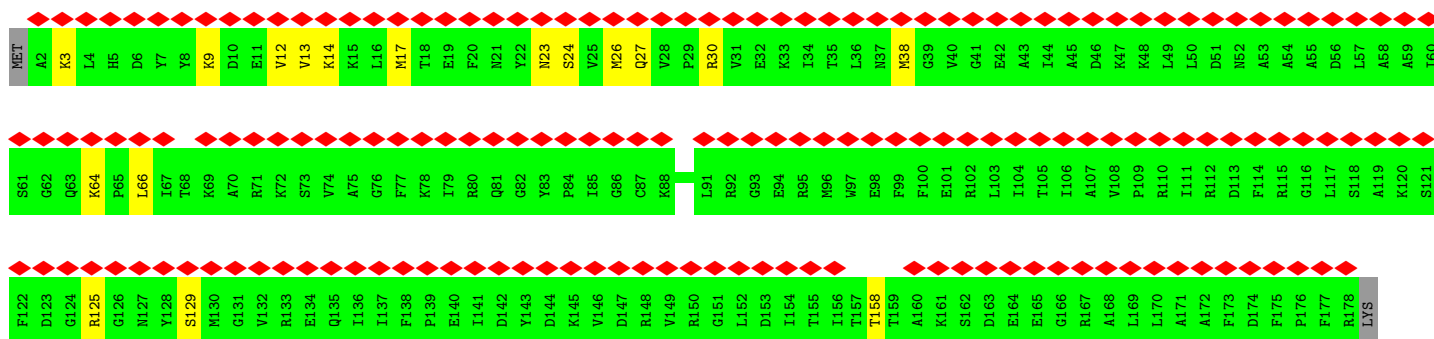 MET A2 K3 L4 H5 D6 Y7 Y8 K9 D10 E11 V12 V13 K14 K15 L16 M17 T18 E19 F20 N21 Y22 N23 S24 V25 M26 Q27 V28 P29 R30 V31 E32 K33 I34 T35 L36 N37 M38 G39 V40 G41 E42 A43 I44 A45 D46 K47 K48 L49 L50 D51 N52 A53 A54 A55 D56 L57 A58 A59 I60
S61 G62 Q63 K64 P65 L66 I67 T68 K69 A70 R71 K72 S73 V74 A75 G76 F77 K78 I79 R80 Q81 G82 Y83 P84 I85 G86 C87 K88 L91 R92 G93 E94 R95 M96 W97 E98 F99 F100 E101 R102 L103 I104 T105 I106 A107 V108 P109 R110 I111 R112 D113 F114 R115 G116 L117 S118 A119 K120 S121
F122 D123 G124 R125 G126 N127 Y128 S129 M130 G131 V132 R133 E134 Q135 I136 I137 F138 P139 E140 I141 D142 Y143 D144 K145 V146 D147 R148 V149 R150 G151 L152 D153 I154 T155 I156 T157 T158 T159 A160 K161 S162 D163 E164 E165 G166 R167 A168 L169 L170 A171 A172 F173 D174 F175 P176 F177 R178 LYS